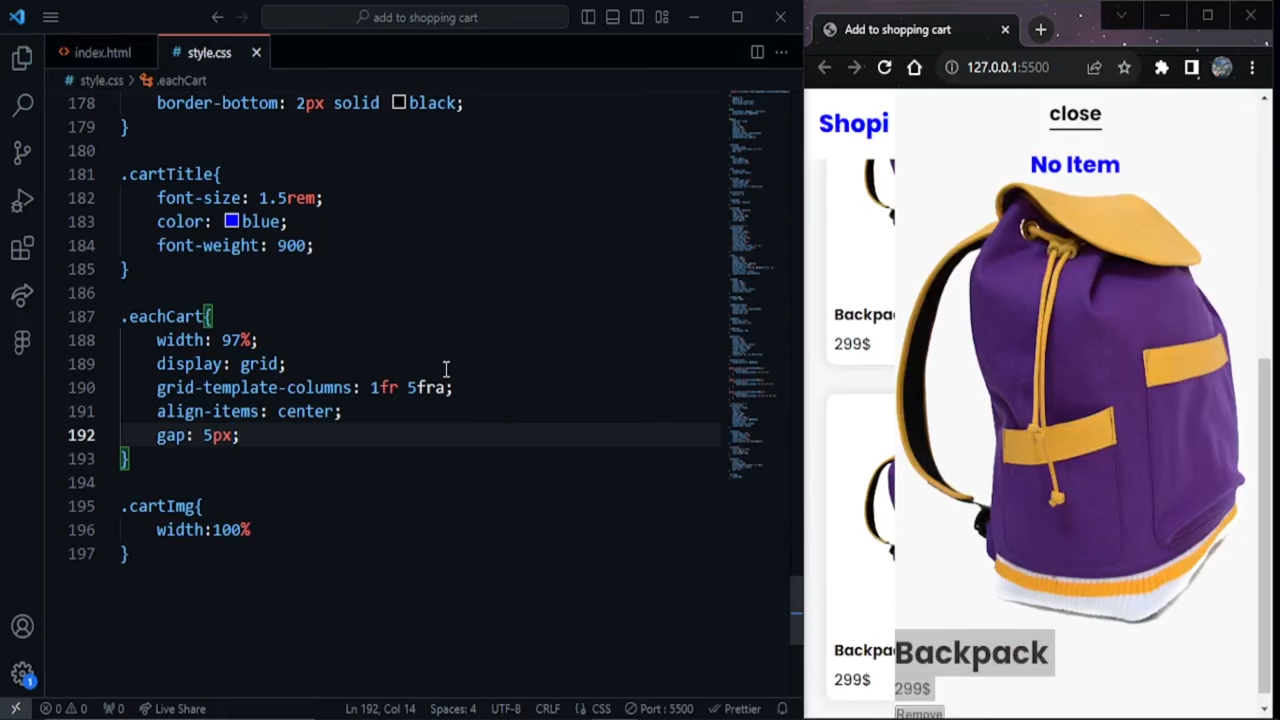 add to shopping cart
index.html
style.css
style.css > .eachCart
178 border-bottom: 2px solid black;
179 }
180
181 .cartTitle{
182 font-size: 1.5rem;
183 color: blue;
184 font-weight: 900;
185 }
186
187 .eachCart{
188 width: 97%;
189 display: grid;
190 grid-template-columns: 1fr 5fra;
191 align-items: center;
192 gap: 5px;
193 }
194
195 .cartImg{
196 width:100%
197 }
1
0 0 0 Live Share
Ln 192, Col 14
Spaces: 4
UTF-8
CRLF
CSS
Port : 5500
Prettier
Add to shopping cart
127.0.0.1:5500
Shopi
close
No Item
Backpa
299$
Backpa
299$
Backpack
299$
Remove